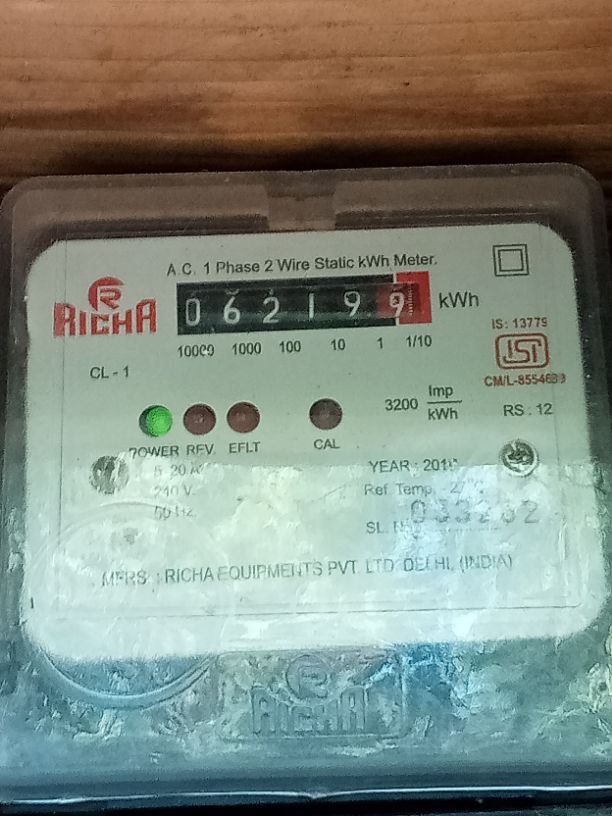 A.C. 1 Phase 2 Wire Static kWh Meter.
RICHA
0 6 2 1 9 9 kWh
10000 1000 100 10 1 1/10
IS: 13779
ISI
CL - 1
3200 Imp/kWh
RS : 12
POWER REV EFLT CAL
YEAR :
240 V.
Ref. Temp.
50 Hz.
SL. N
MFRS. : RICHA EQUIPMENTS PVT. LTD. DELHI, (INDIA)
RICHA